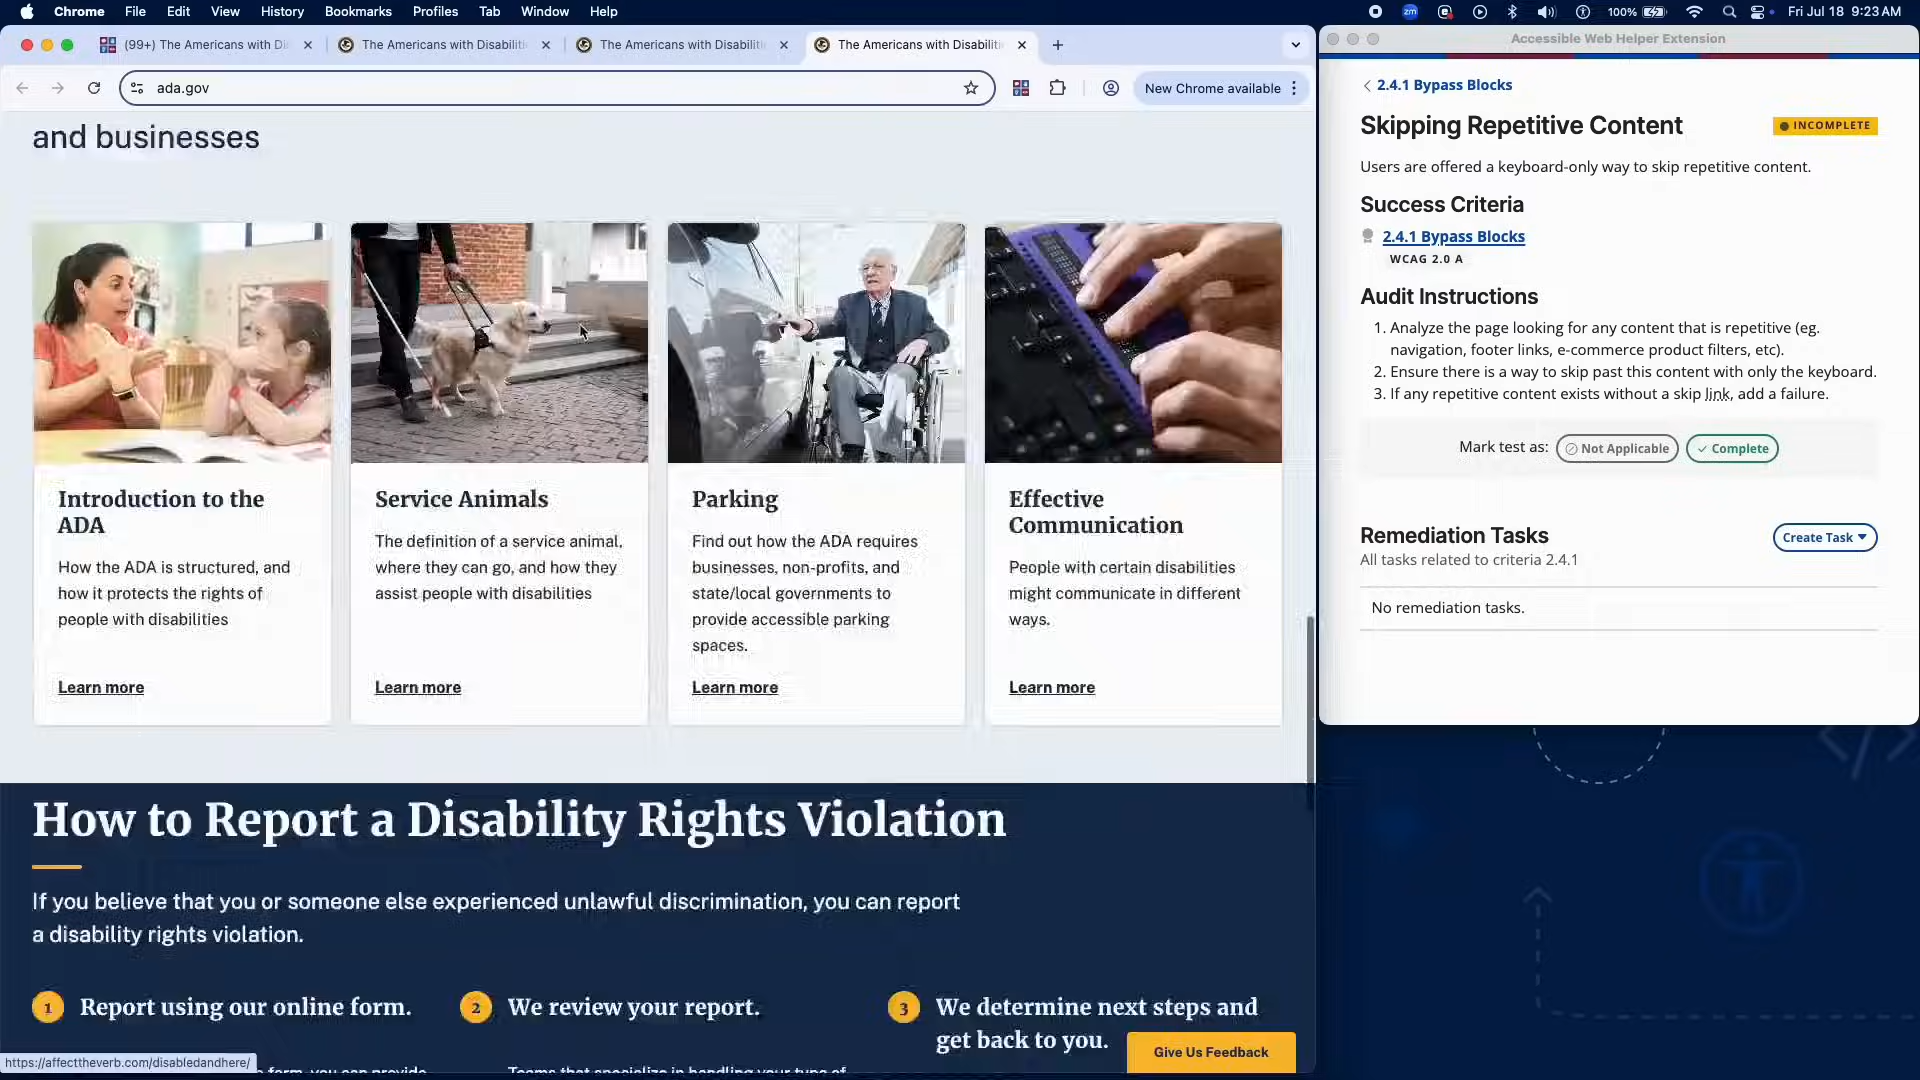 Chrome File Edit View History Bookmarks Profiles Tab Window Help
zm 100% Fri Jul 18 9:23 AM
(99+) The Americans with Di
The Americans with Disabiliti
The Americans with Disabiliti
The Americans with Disabiliti
ada.gov
New Chrome available
and businesses
Introduction to the
ADA
How the ADA is structured, and
how it protects the rights of
people with disabilities
Learn more
Service Animals
The definition of a service animal,
where they can go, and how they
assist people with disabilities
Learn more
Parking
Find out how the ADA requires
businesses, non-profits, and
state/local governments to
provide accessible parking
spaces.
Learn more
Effective
Communication
People with certain disabilities
might communicate in different
ways.
Learn more
How to Report a Disability Rights Violation
If you believe that you or someone else experienced unlawful discrimination, you can report
a disability rights violation.
1 Report using our online form.
2 We review your report.
3 We determine next steps and
get back to you.
Give Us Feedback
https://affecttheverb.com/disabledandhere/
form, you can provide
Teams that specialize in handling your type of
Accessible Web Helper Extension
2.4.1 Bypass Blocks
Skipping Repetitive Content
INCOMPLETE
Users are offered a keyboard-only way to skip repetitive content.
Success Criteria
2.4.1 Bypass Blocks
WCAG 2.0 A
Audit Instructions
1. Analyze the page looking for any content that is repetitive (eg.
navigation, footer links, e-commerce product filters, etc).
2. Ensure there is a way to skip past this content with only the keyboard.
3. If any repetitive content exists without a skip link, add a failure.
Mark test as: Not Applicable Complete
Remediation Tasks
Create Task
All tasks related to criteria 2.4.1
No remediation tasks.